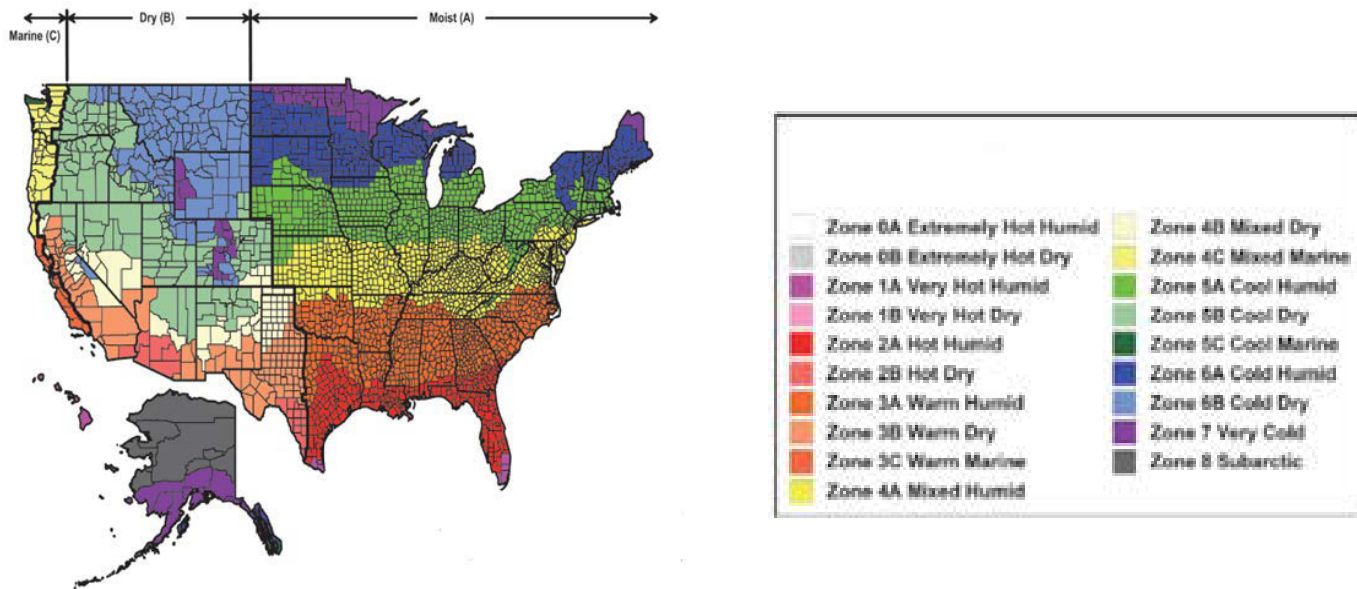 Dry (B)
Moist (A)
Marine (C)
Zone 0A Extremely Hot Humid
Zone 0B Extremely Hot Dry
Zone 1A Very Hot Humid
Zone 1B Very Hot Dry
Zone 2A Hot Humid
Zone 2B Hot Dry
Zone 3A Warm Humid
Zone 3B Warm Dry
Zone 3C Warm Marine
Zone 4A Mixed Humid
Zone 4B Mixed Dry
Zone 4C Mixed Marine
Zone 5A Cool Humid
Zone 5B Cool Dry
Zone 5C Cool Marine
Zone 6A Cold Humid
Zone 6B Cold Dry
Zone 7 Very Cold
Zone 8 Subarctic